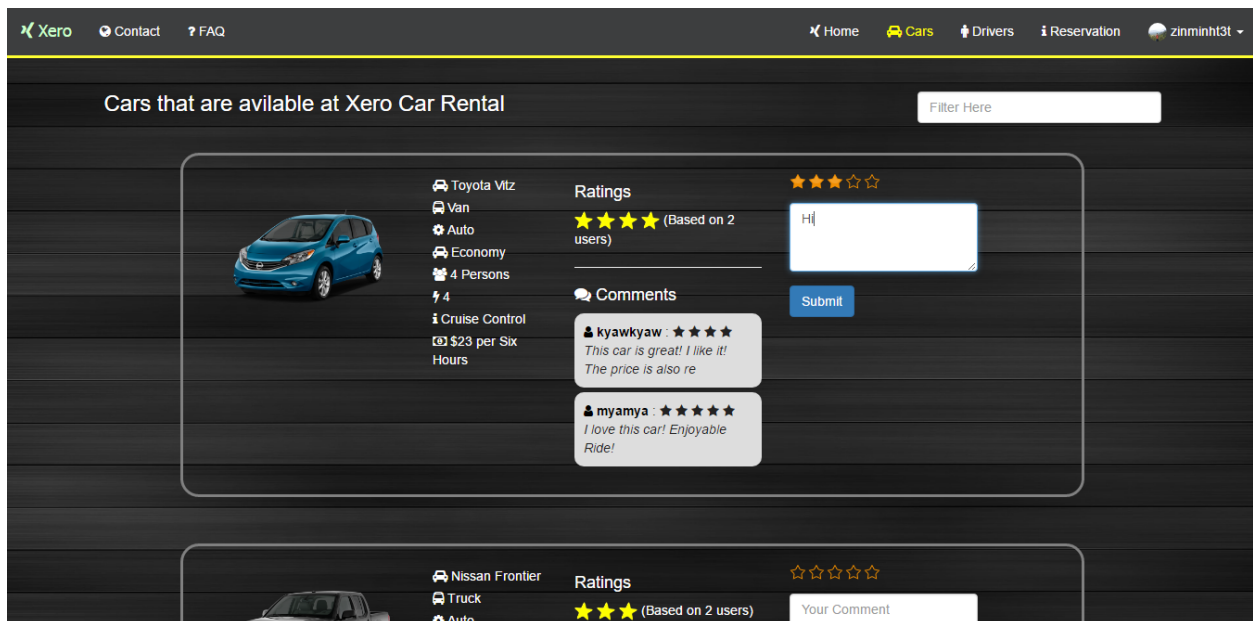 Xero Contact ? FAQ Home Cars Drivers Reservation zinminht3t
Cars that are avilable at Xero Car Rental
Filter Here
Toyota Vitz
Van
Auto
Economy
4 Persons
4
Cruise Control
$23 per Six
Hours
Ratings
(Based on 2
users)
Comments
kyawkyaw :
This car is great! I like it!
The price is also re
myamya :
I love this car! Enjoyable
Ride!
Hi
Submit
Nissan Frontier
Truck
Auto
Ratings
(Based on 2 users)
Your Comment